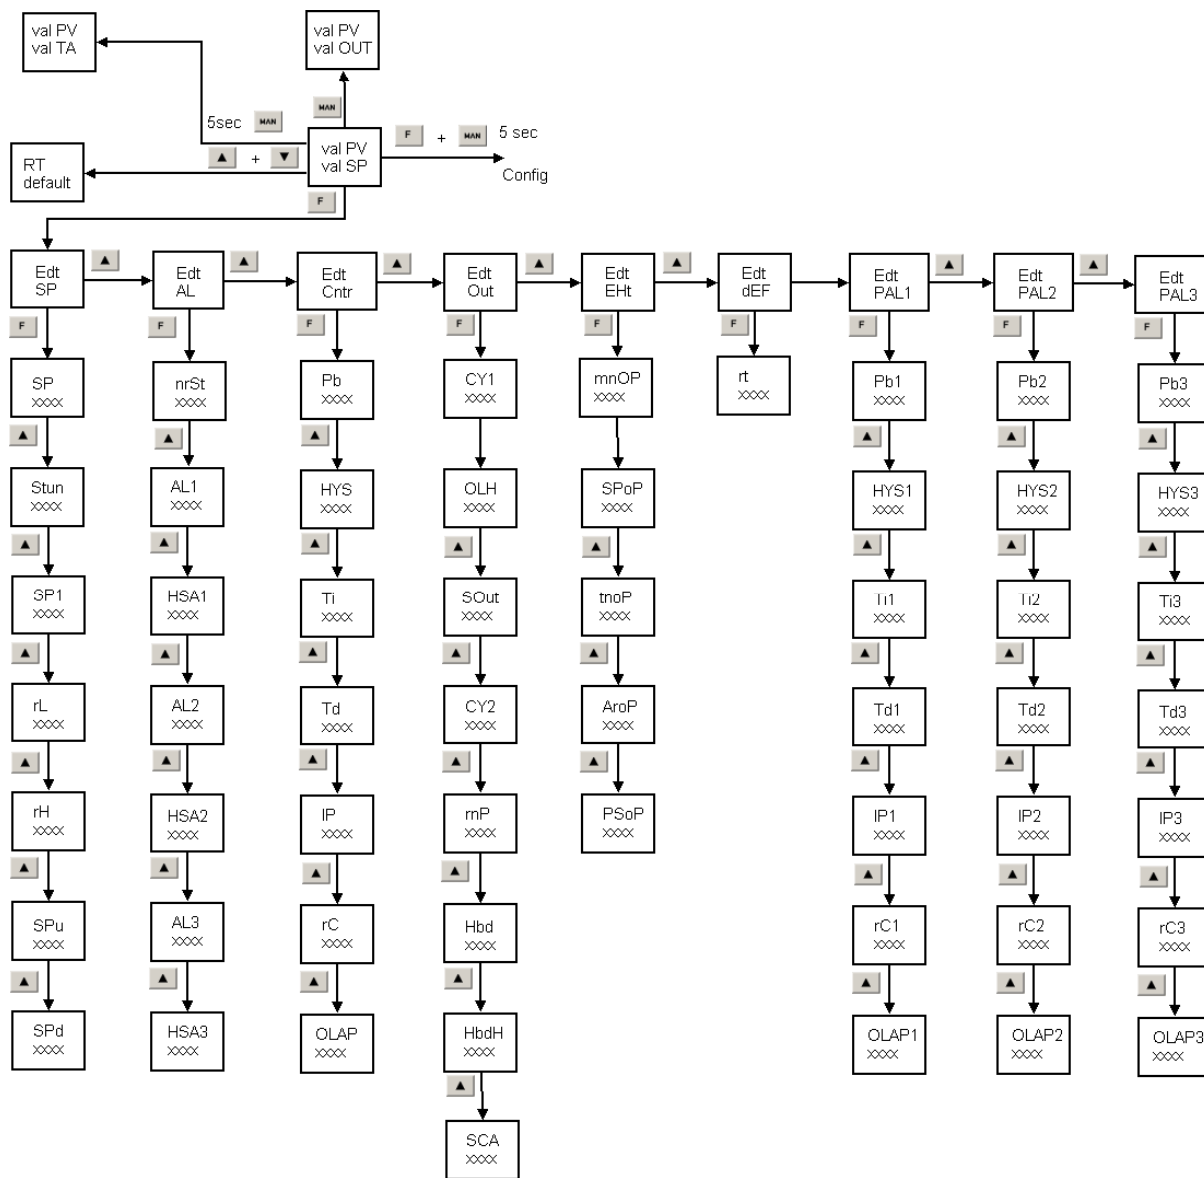 val PV
val TA
val PV
val OUT
5sec MAN
MAN
F + MAN 5 sec
val PV
val SP
▲ + ▼
RT
default
Config
F
Edt
SP
▲
Edt
AL
▲
Edt
Cntr
▲
Edt
Out
▲
Edt
EHt
▲
Edt
dEF
Edt
PAL1
▲
Edt
PAL2
▲
Edt
PAL3
F
F
F
F
F
F
F
F
F
SP
xxxx
▲
Stun
xxxx
▲
SP1
xxxx
▲
rL
xxxx
▲
rH
xxxx
▲
SPu
xxxx
▲
SPd
xxxx
nrSt
xxxx
▲
AL1
xxxx
▲
HSA1
xxxx
▲
AL2
xxxx
▲
HSA2
xxxx
▲
AL3
xxxx
▲
HSA3
xxxx
Pb
xxxx
▲
HYS
xxxx
▲
Ti
xxxx
▲
Td
xxxx
▲
IP
xxxx
▲
rC
xxxx
▲
OLAP
xxxx
CY1
xxxx
OLH
xxxx
▲
SOut
xxxx
▲
CY2
xxxx
▲
rnP
xxxx
▲
Hbd
xxxx
▲
HbdH
xxxx
▲
SCA
xxxx
mnOP
xxxx
SPoP
xxxx
▲
tnoP
xxxx
▲
AroP
xxxx
▲
PSoP
xxxx
rt
xxxx
Pb1
xxxx
▲
HYS1
xxxx
▲
Ti1
xxxx
▲
Td1
xxxx
▲
IP1
xxxx
▲
rC1
xxxx
▲
OLAP1
xxxx
Pb2
xxxx
▲
HYS2
xxxx
▲
Ti2
xxxx
▲
Td2
xxxx
▲
IP2
xxxx
▲
rC2
xxxx
▲
OLAP2
xxxx
Pb3
xxxx
▲
HYS3
xxxx
▲
Ti3
xxxx
▲
Td3
xxxx
▲
IP3
xxxx
▲
rC3
xxxx
▲
OLAP3
xxxx